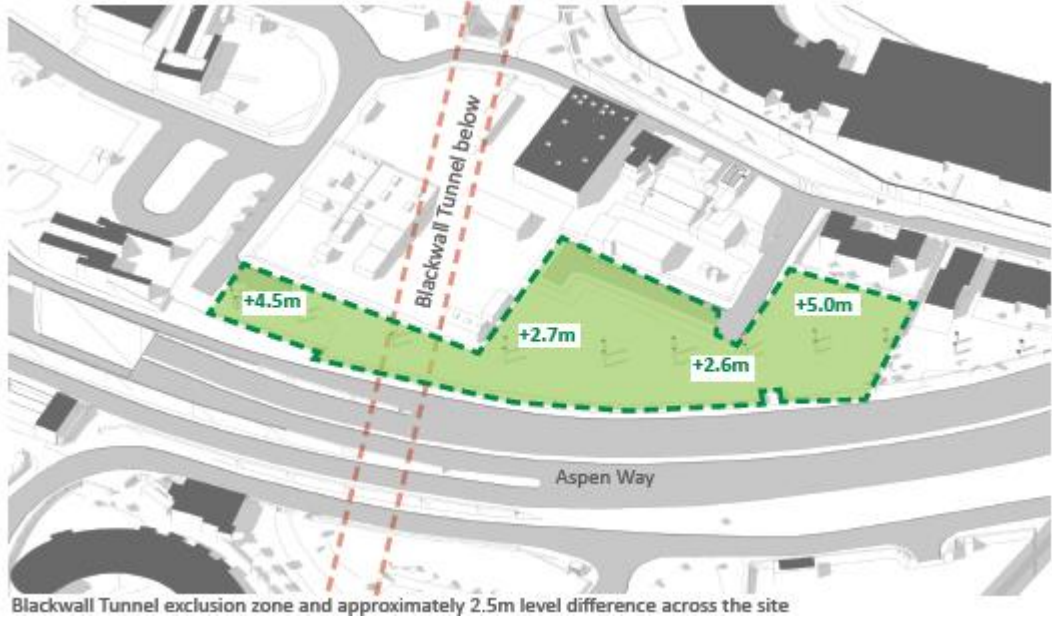 Blackwall Tunnel below
+4.5m
+2.7m
+5.0m
+2.6m
Aspen Way
Blackwall Tunnel exclusion zone and approximately 2.5m level difference across the site